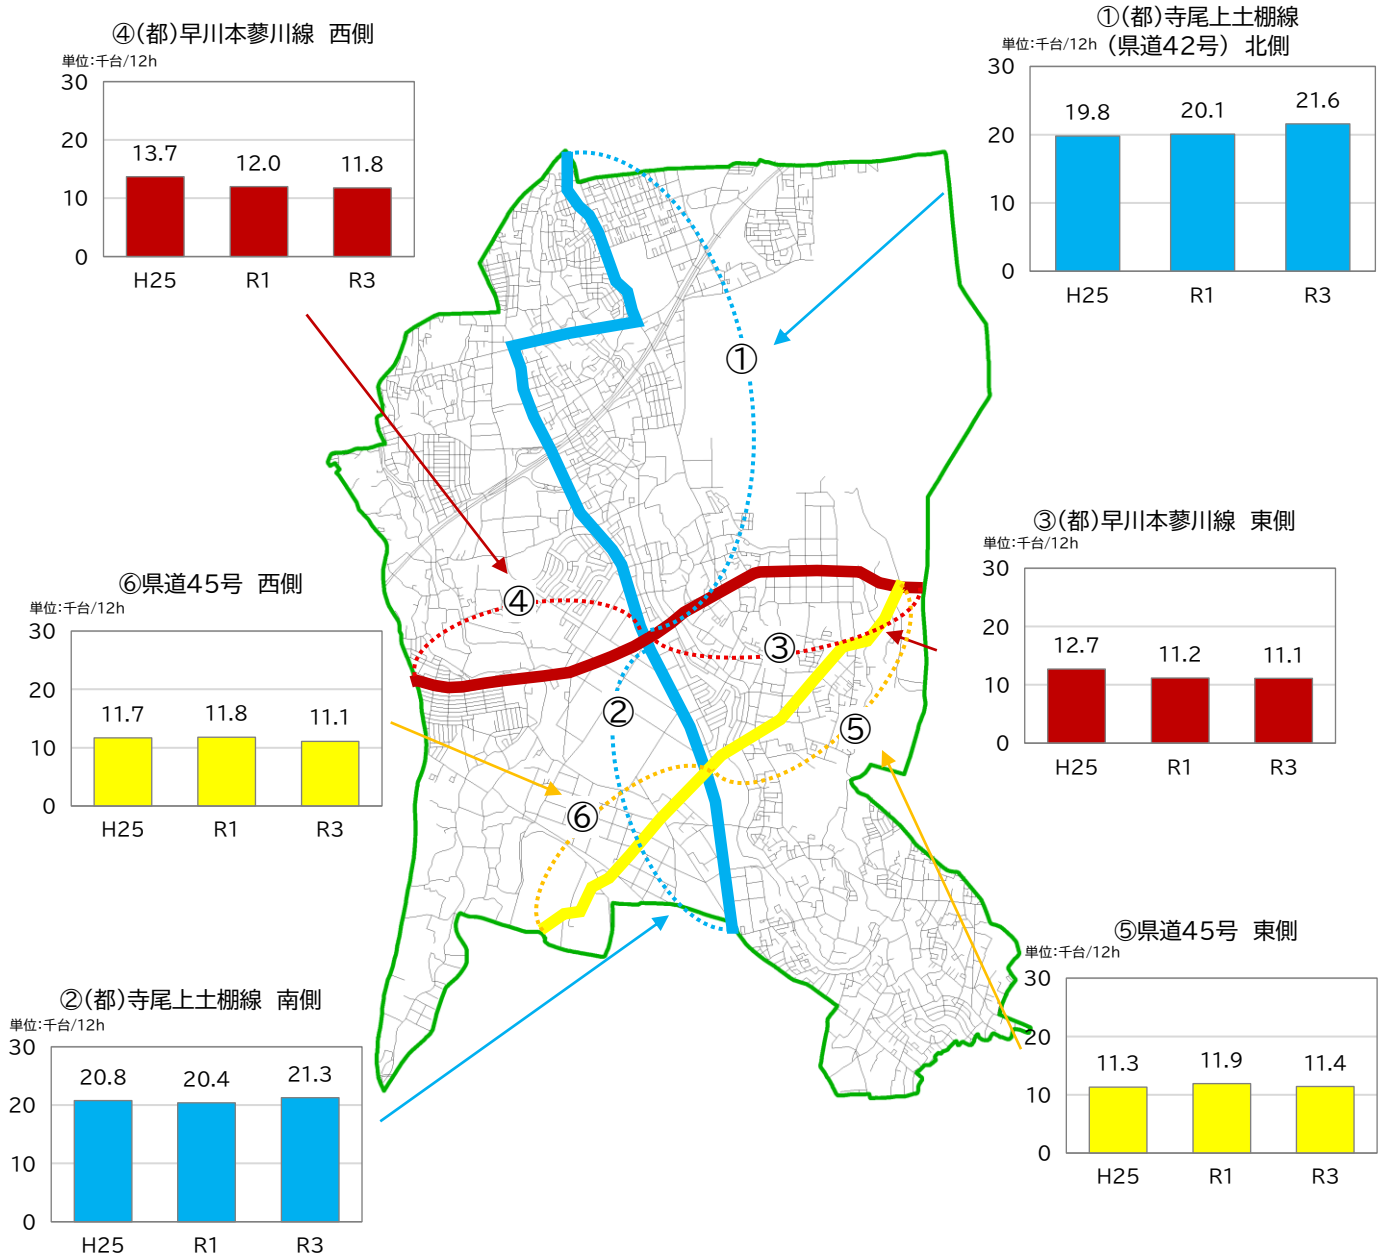 ④(都)早川本蓼川線 西側
単位:千台/12h
30
20
10
0
13.7
12.0
11.8
H25
R1
R3
①(都)寺尾上土棚線
(県道42号) 北側
単位:千台/12h
30
20
10
0
19.8
20.1
21.6
H25
R1
R3
①
③(都)早川本蓼川線 東側
単位:千台/12h
30
20
10
0
12.7
11.2
11.1
H25
R1
R3
④
③
②
⑤
⑥
⑥県道45号 西側
単位:千台/12h
30
20
10
0
11.7
11.8
11.1
H25
R1
R3
⑤県道45号 東側
単位:千台/12h
30
20
10
0
11.3
11.9
11.4
H25
R1
R3
②(都)寺尾上土棚線 南側
単位:千台/12h
30
20
10
0
20.8
20.4
21.3
H25
R1
R3